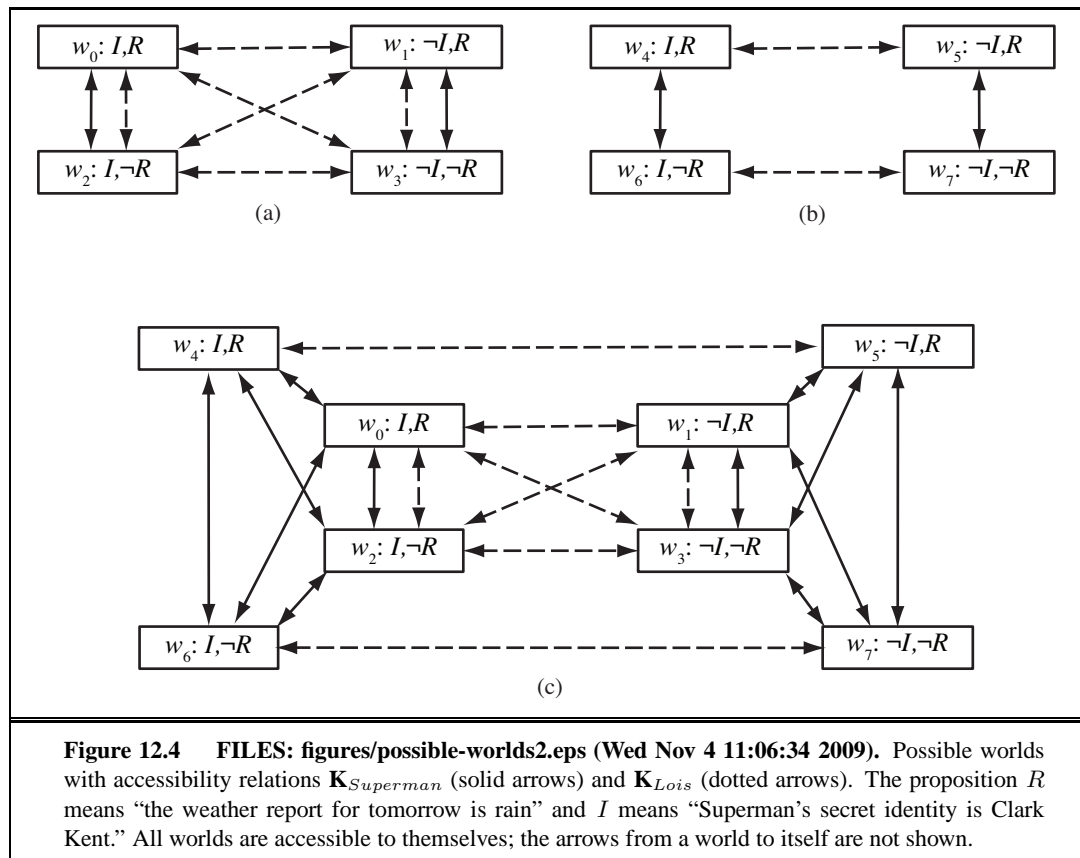 w₀: I,R
w₁: ¬I,R
w₂: I,¬R
w₃: ¬I,¬R
(a)
w₄: I,R
w₅: ¬I,R
w₆: I,¬R
w₇: ¬I,¬R
(b)
w₄: I,R
w₅: ¬I,R
w₀: I,R
w₁: ¬I,R
w₂: I,¬R
w₃: ¬I,¬R
w₆: I,¬R
w₇: ¬I,¬R
(c)
Figure 12.4 FILES: figures/possible-worlds2.eps (Wed Nov 4 11:06:34 2009). Possible worlds
with accessibility relations K_Superman (solid arrows) and K_Lois (dotted arrows). The proposition R
means “the weather report for tomorrow is rain” and I means “Superman’s secret identity is Clark
Kent.” All worlds are accessible to themselves; the arrows from a world to itself are not shown.